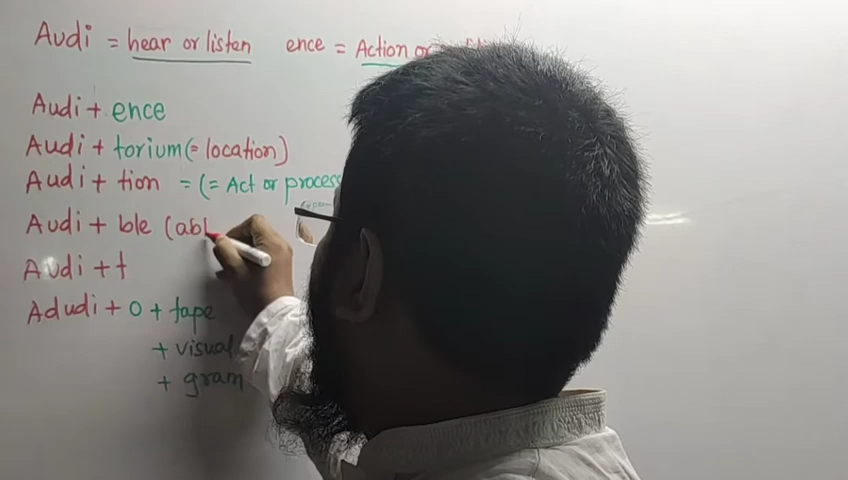 Audi = hear or listen ence = Action or
Audi + ence
Audi + torium (= location)
Audi + tion = (= Act or process
Audi + ble (abl
Audi + t
Adudi + o + tape
+ visual
+ gram